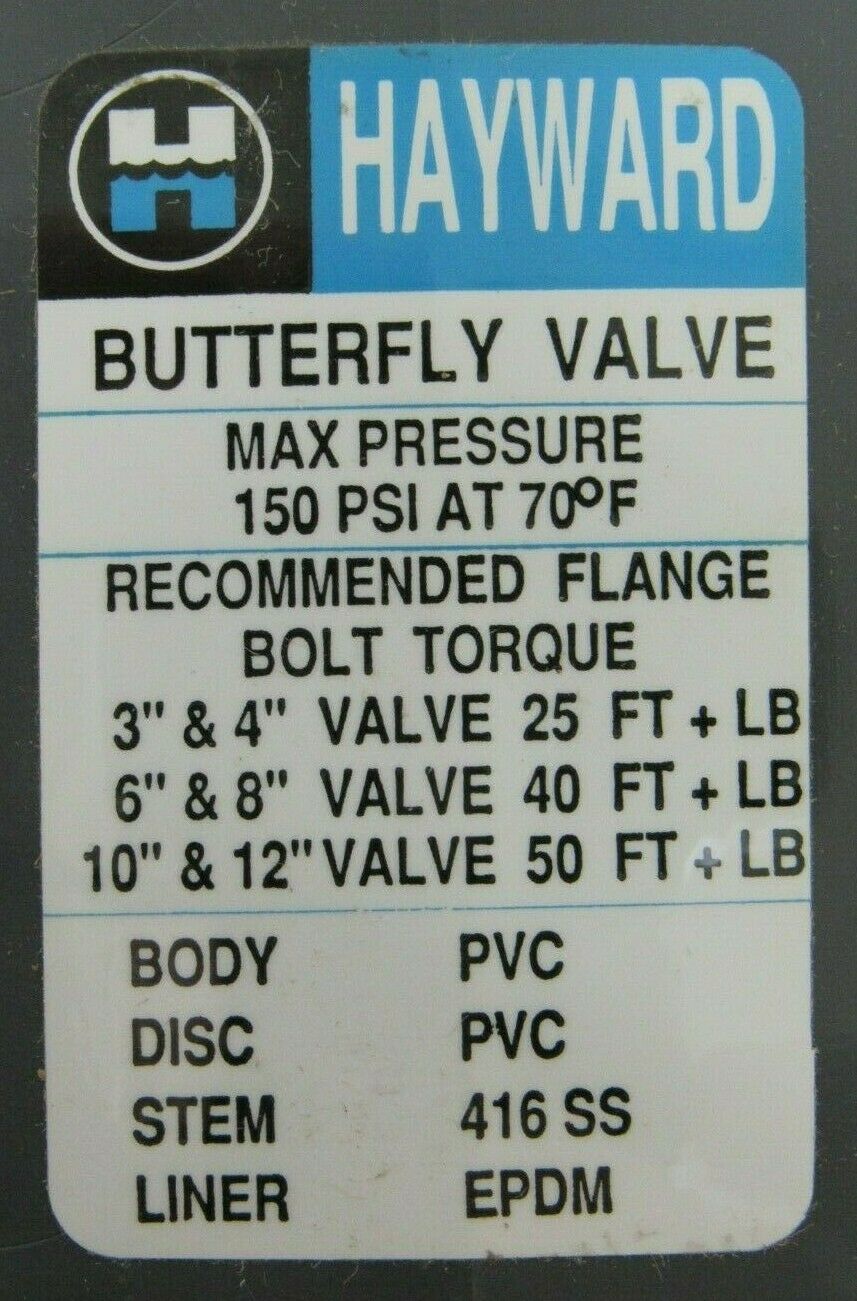 H HAYWARD
BUTTERFLY VALVE
MAX PRESSURE
150 PSI AT 70°F
RECOMMENDED FLANGE
BOLT TORQUE
3" & 4" VALVE 25 FT + LB
6" & 8" VALVE 40 FT + LB
10" & 12" VALVE 50 FT + LB
BODY PVC
DISC PVC
STEM 416 SS
LINER EPDM